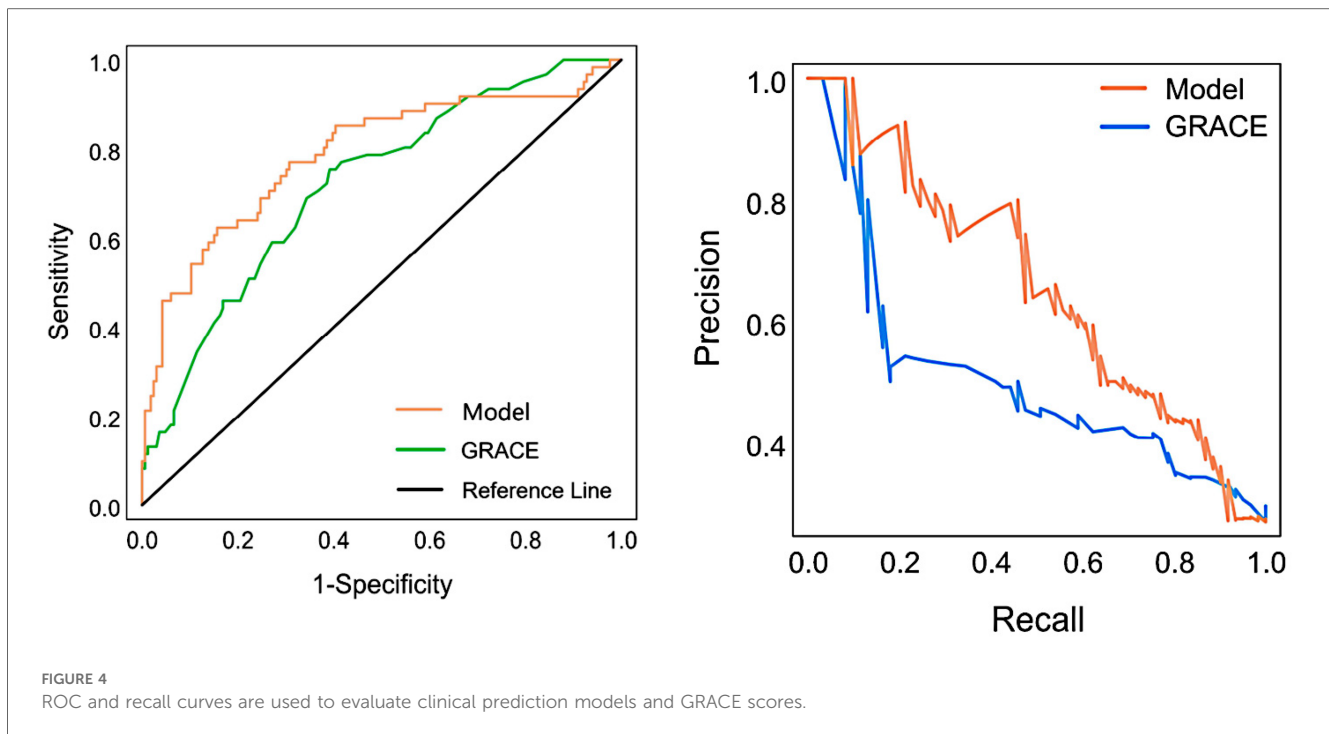 1.0
0.8
0.6
0.4
0.2
0.0
Sensitivity
0.0 0.2 0.4 0.6 0.8 1.0
1-Specificity
Model
GRACE
Reference Line
1.0
0.8
0.6
0.4
Precision
0.0 0.2 0.4 0.6 0.8 1.0
Recall
Model
GRACE
FIGURE 4
ROC and recall curves are used to evaluate clinical prediction models and GRACE scores.